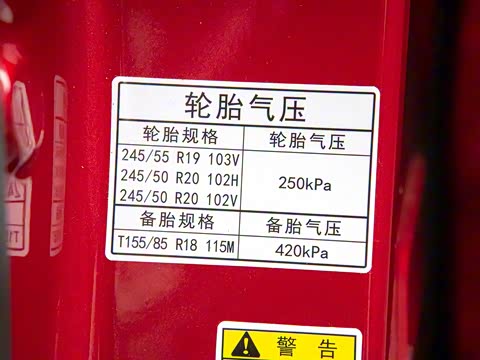 轮胎气压
轮胎规格 轮胎气压
245/55 R19 103V
245/50 R20 102H 250kPa
245/50 R20 102V
备胎规格 备胎气压
T155/85 R18 115M 420kPa
警告